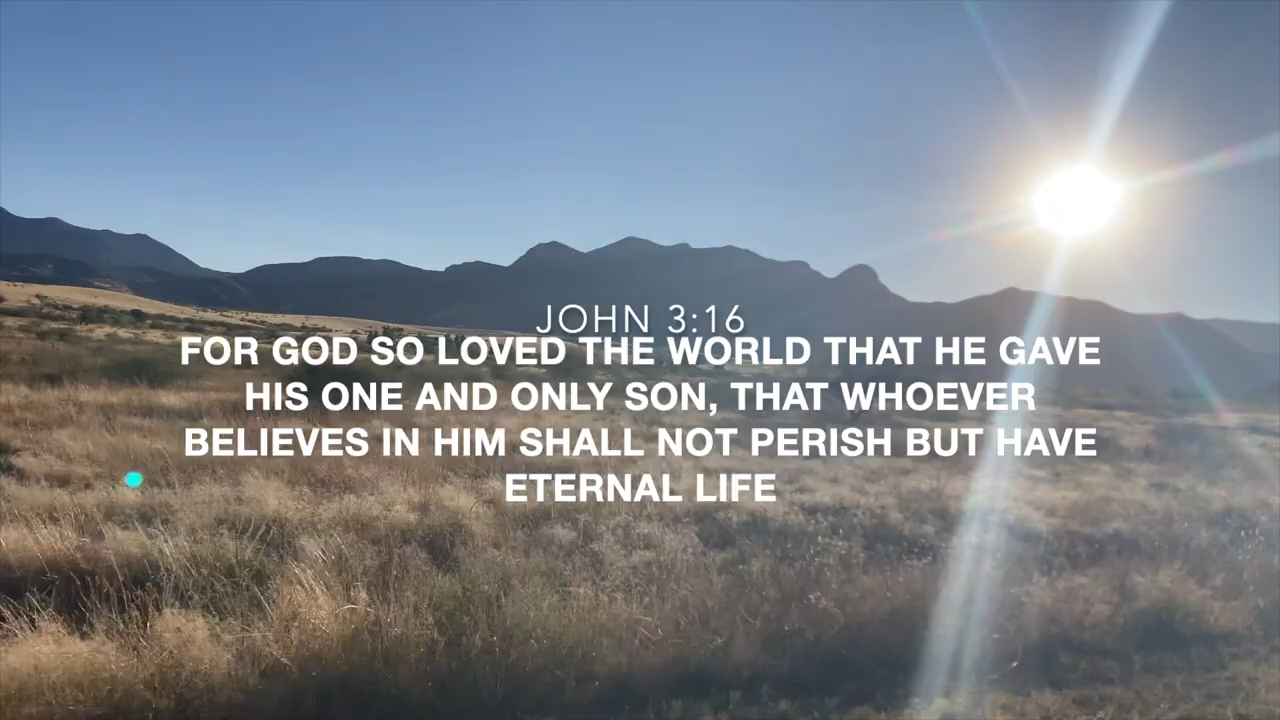 JOHN 3:16
FOR GOD SO LOVED THE WORLD THAT HE GAVE
HIS ONE AND ONLY SON, THAT WHOEVER
BELIEVES IN HIM SHALL NOT PERISH BUT HAVE
ETERNAL LIFE